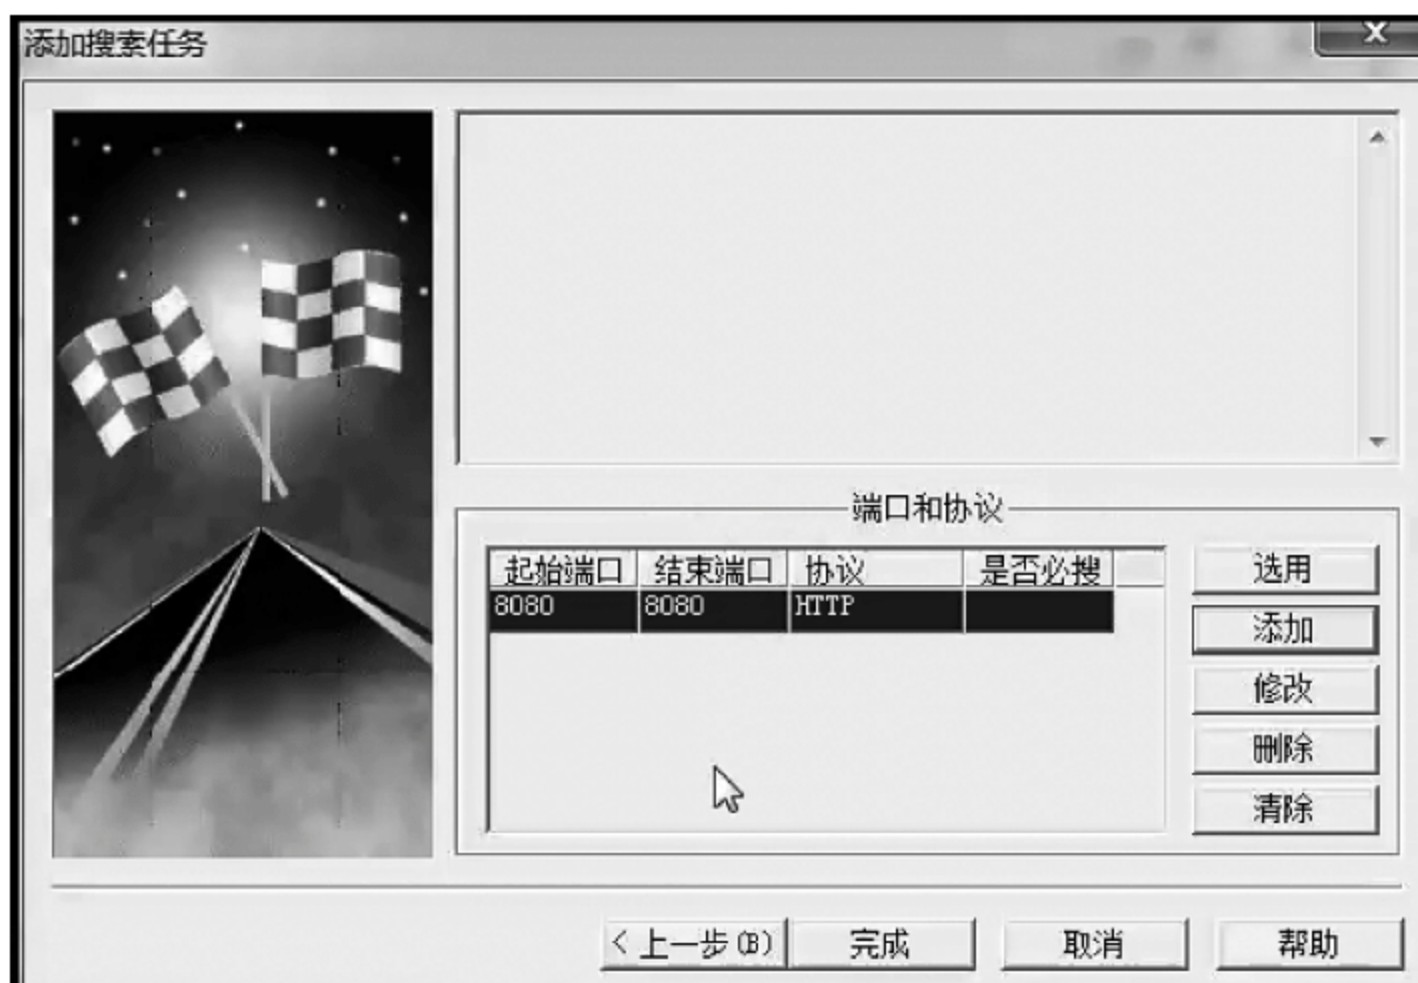 添加搜素任务
端口和协议
起始端口 结束端口 协议 是否必搜
8080 8080 HTTP
选用
添加
修改
删除
清除
<上一步(B) 完成 取消 帮助